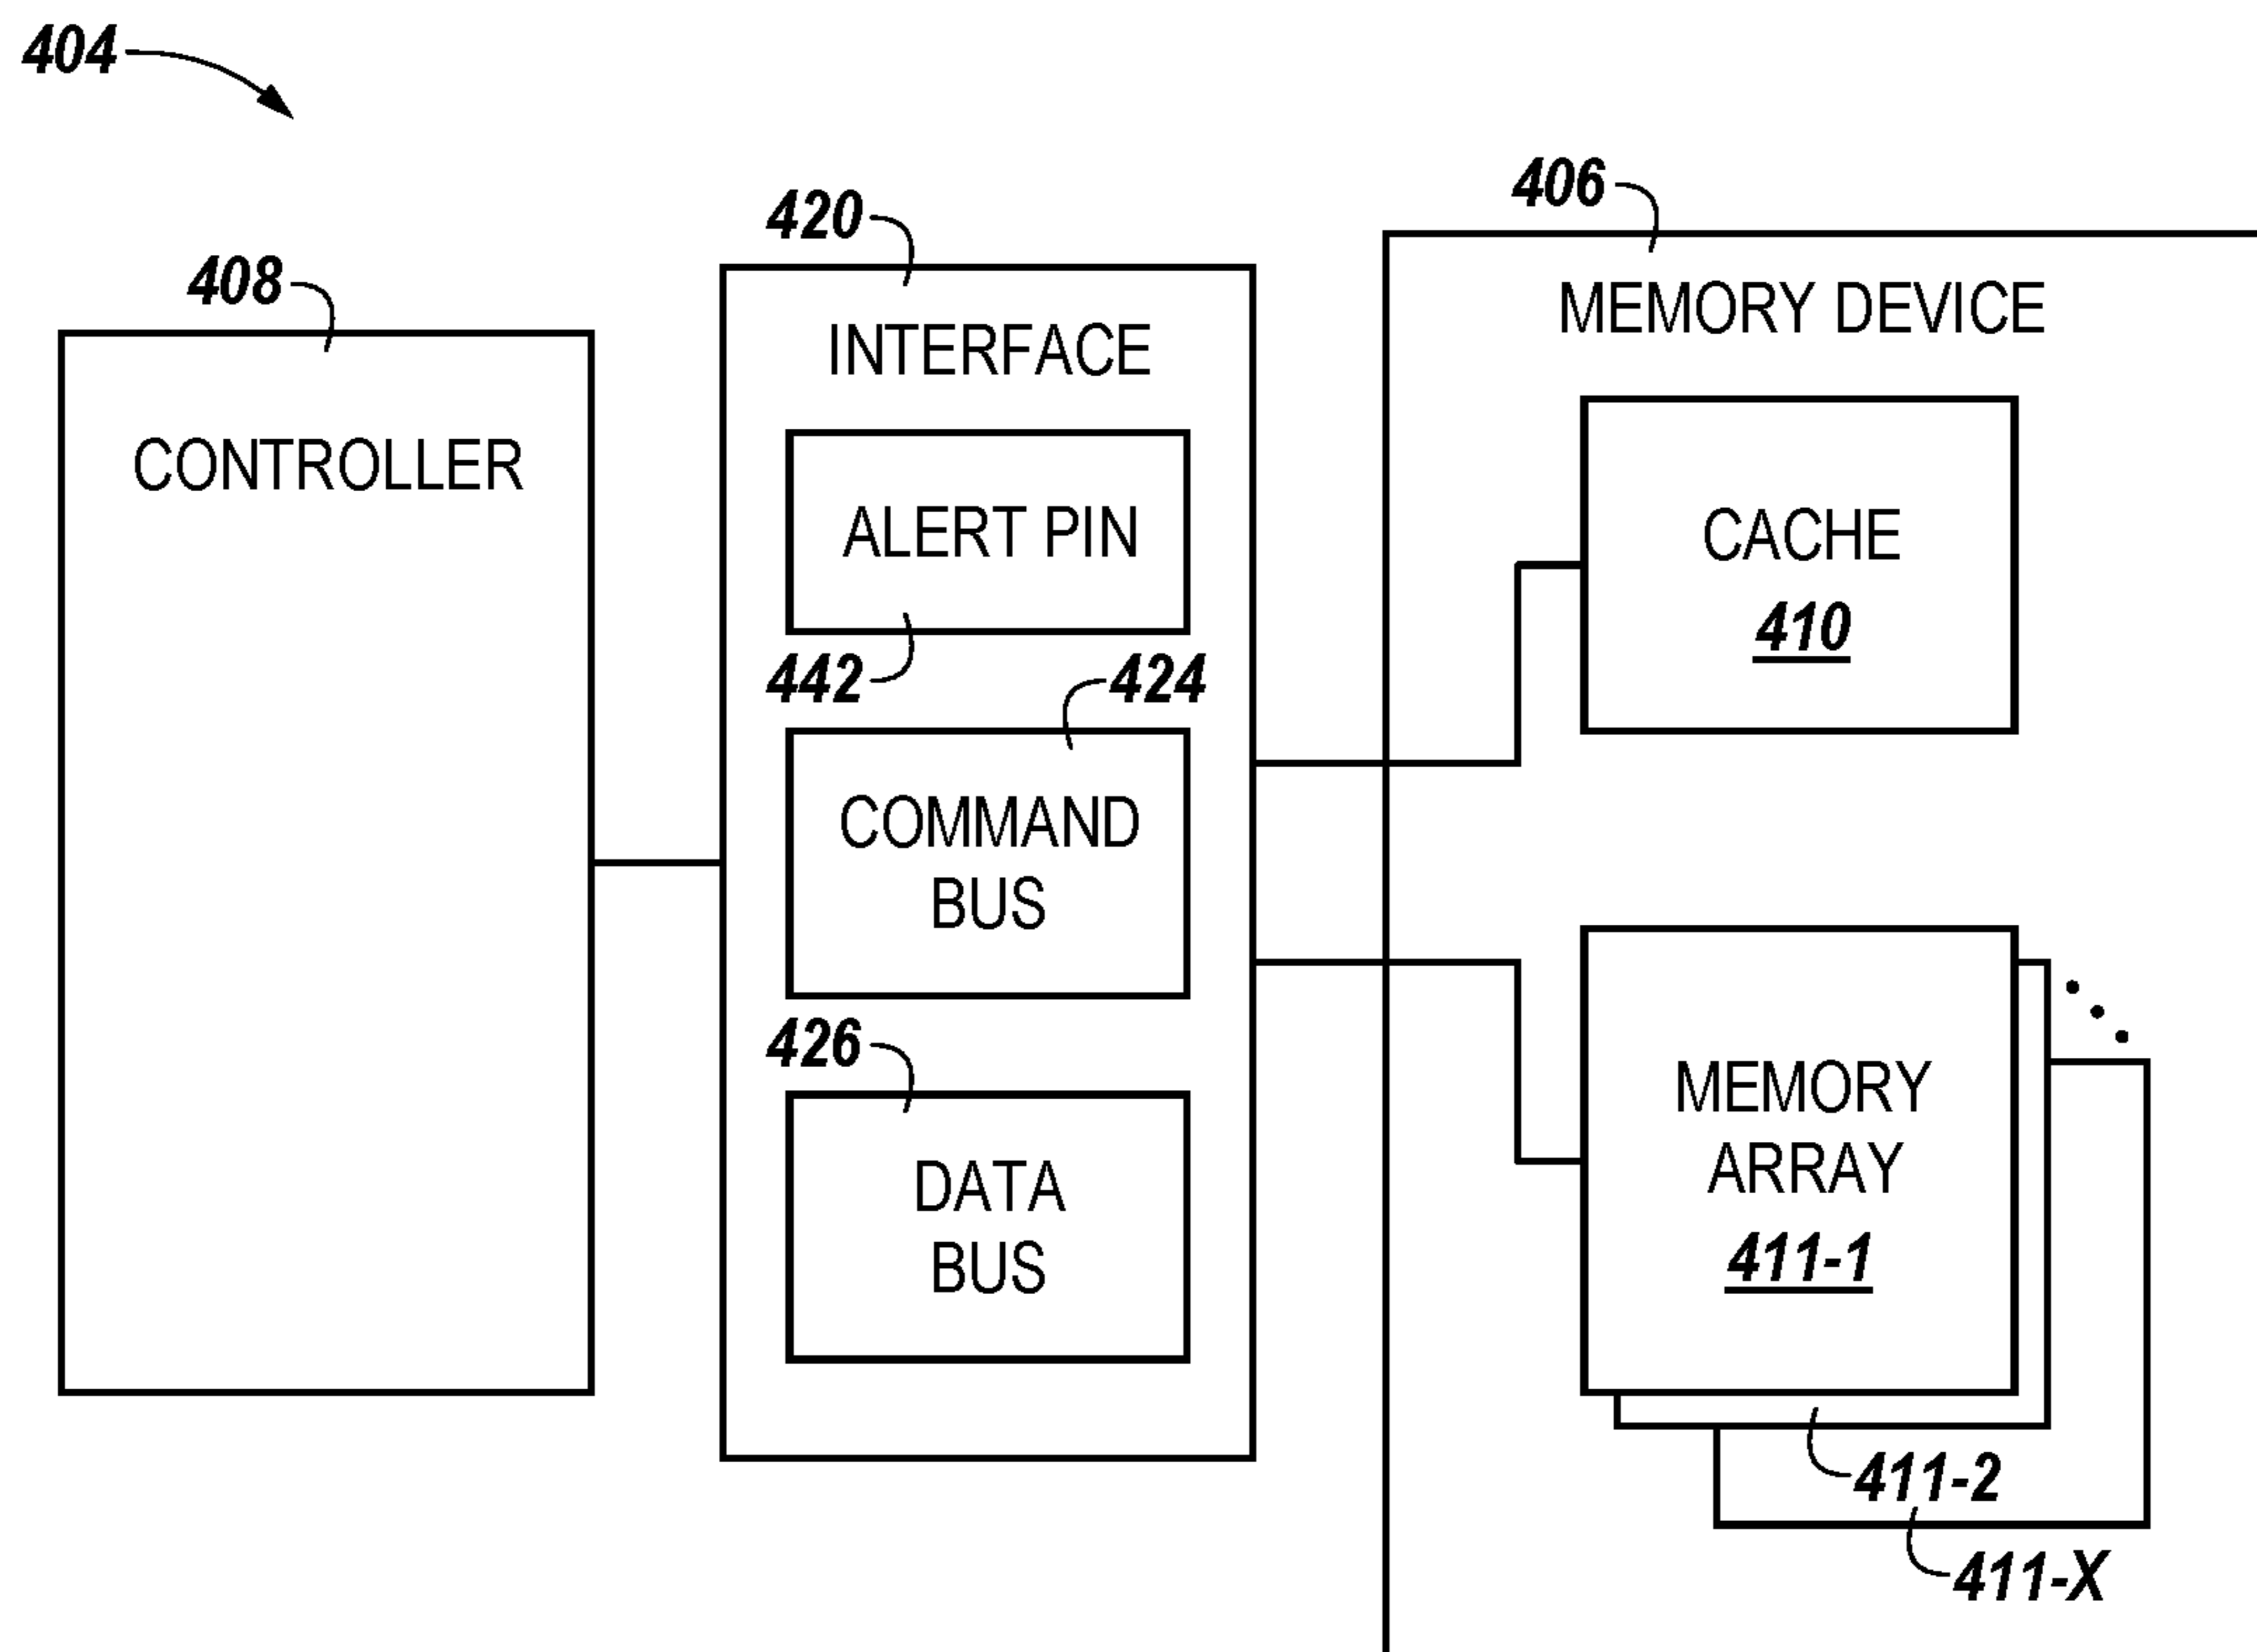 404
406
420
408
MEMORY DEVICE
INTERFACE
CONTROLLER
ALERT PIN
CACHE
410
442
424
COMMAND
BUS
426
MEMORY
ARRAY
411-1
DATA
BUS
411-2
411-X